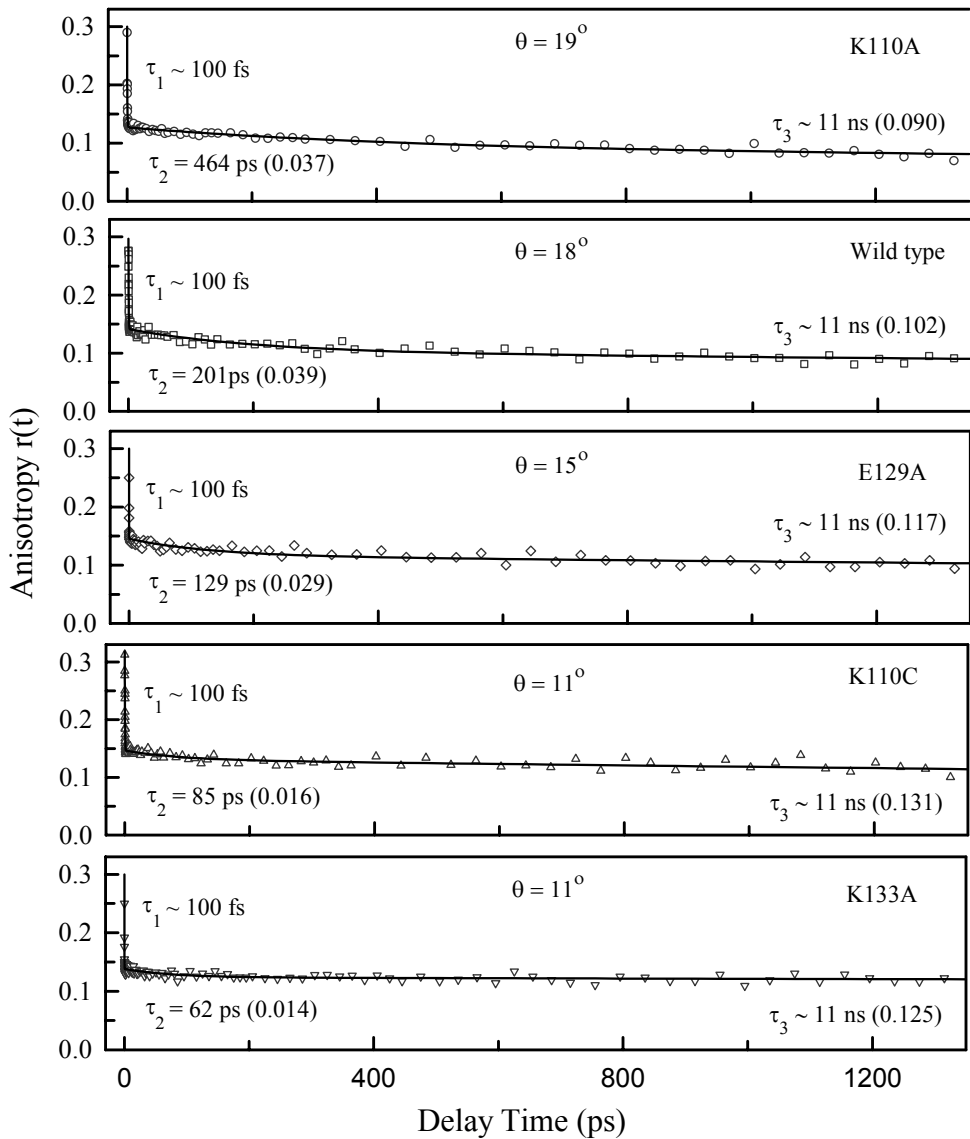 Anisotropy r(t)
0.3
0.2
0.1
0.0
θ = 19°
K110A
τ₁ ~ 100 fs
τ₃ ~ 11 ns (0.090)
τ₂ = 464 ps (0.037)
0.3
0.2
0.1
0.0
θ = 18°
Wild type
τ₁ ~ 100 fs
τ₃ ~ 11 ns (0.102)
τ₂ = 201ps (0.039)
0.3
0.2
0.1
0.0
θ = 15°
E129A
τ₁ ~ 100 fs
τ₃ ~ 11 ns (0.117)
τ₂ = 129 ps (0.029)
0.3
0.2
0.1
0.0
θ = 11°
K110C
τ₁ ~ 100 fs
τ₂ = 85 ps (0.016)
τ₃ ~ 11 ns (0.131)
0.3
0.2
0.1
0.0
θ = 11°
K133A
τ₁ ~ 100 fs
τ₂ = 62 ps (0.014)
τ₃ ~ 11 ns (0.125)
0 400 800 1200
Delay Time (ps)